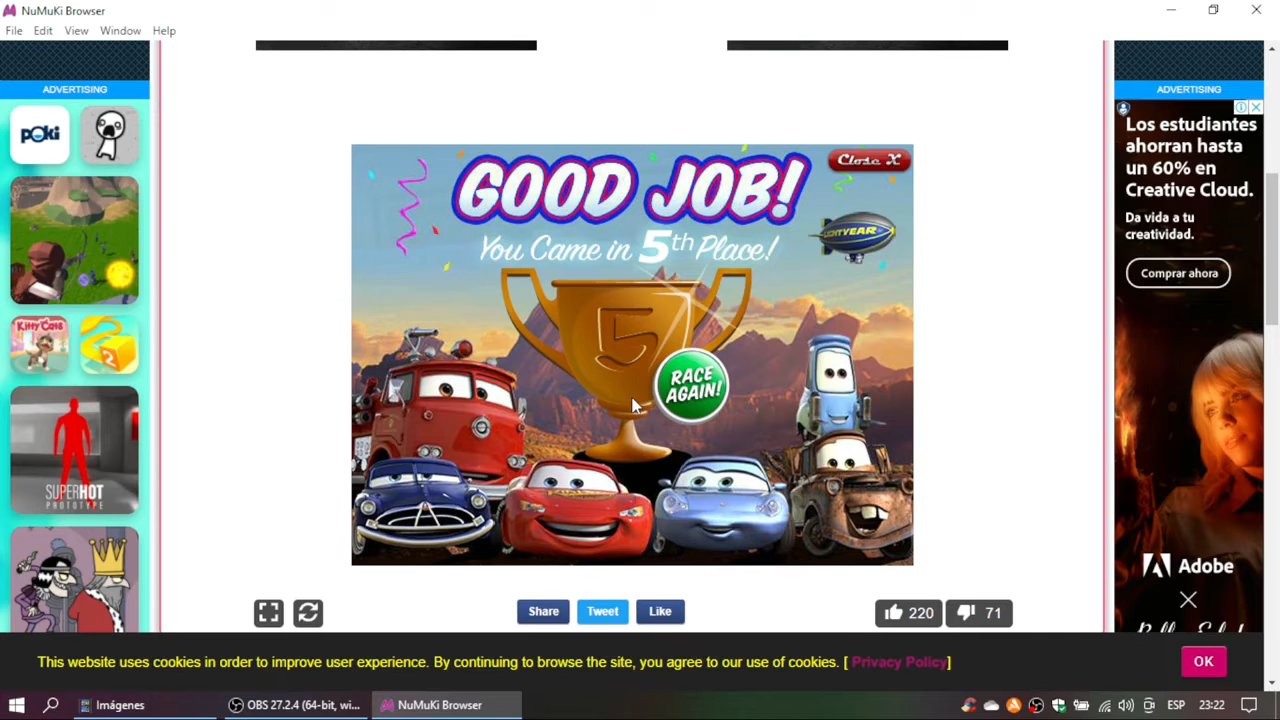 NuMuKi Browser
File Edit View Window Help
ADVERTISING
poki
Kitty Cats
2
SUPERHOT
PROTOTYPE
GOOD JOB!
Close X
You Came in 5th Place!
LIGHTYEAR
5
RACE
AGAIN!
Share
Tweet
Like
220
71
ADVERTISING
Los estudiantes
ahorran hasta
un 60% en
Creative Cloud.
Da vida a tu
creatividad.
Comprar ahora
Adobe
This website uses cookies in order to improve user experience. By continuing to browse the site, you agree to our use of cookies. [ Privacy Policy]
OK
Imágenes
OBS 27.2.4 (64-bit, wi...
NuMuKi Browser
ESP
23:22